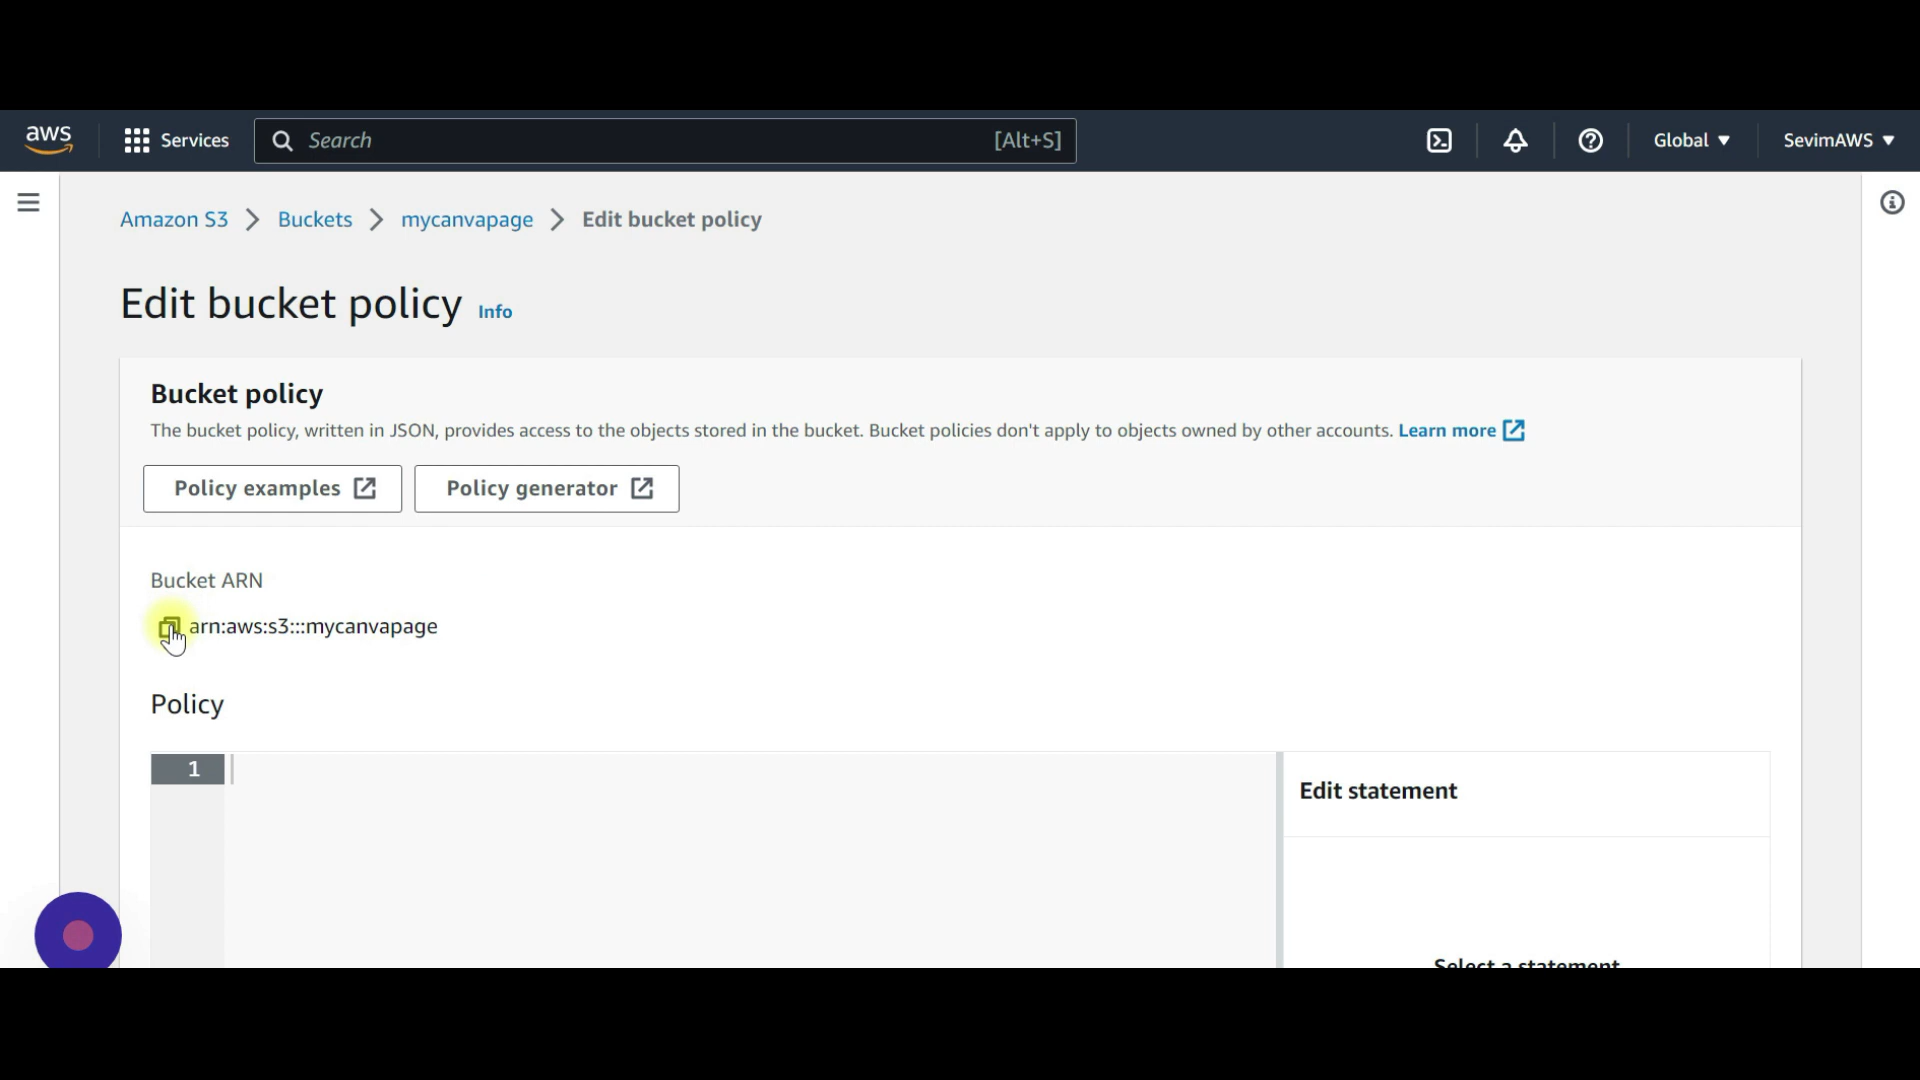 aws Services Search [Alt+S] Global SevimAWS
Amazon S3 Buckets mycanvapage Edit bucket policy
Edit bucket policy Info
Bucket policy
The bucket policy, written in JSON, provides access to the objects stored in the bucket. Bucket policies don't apply to objects owned by other accounts. Learn more
Policy examples Policy generator
Bucket ARN
arn:aws:s3:::mycanvapage
Policy
1
Edit statement
Select a statement